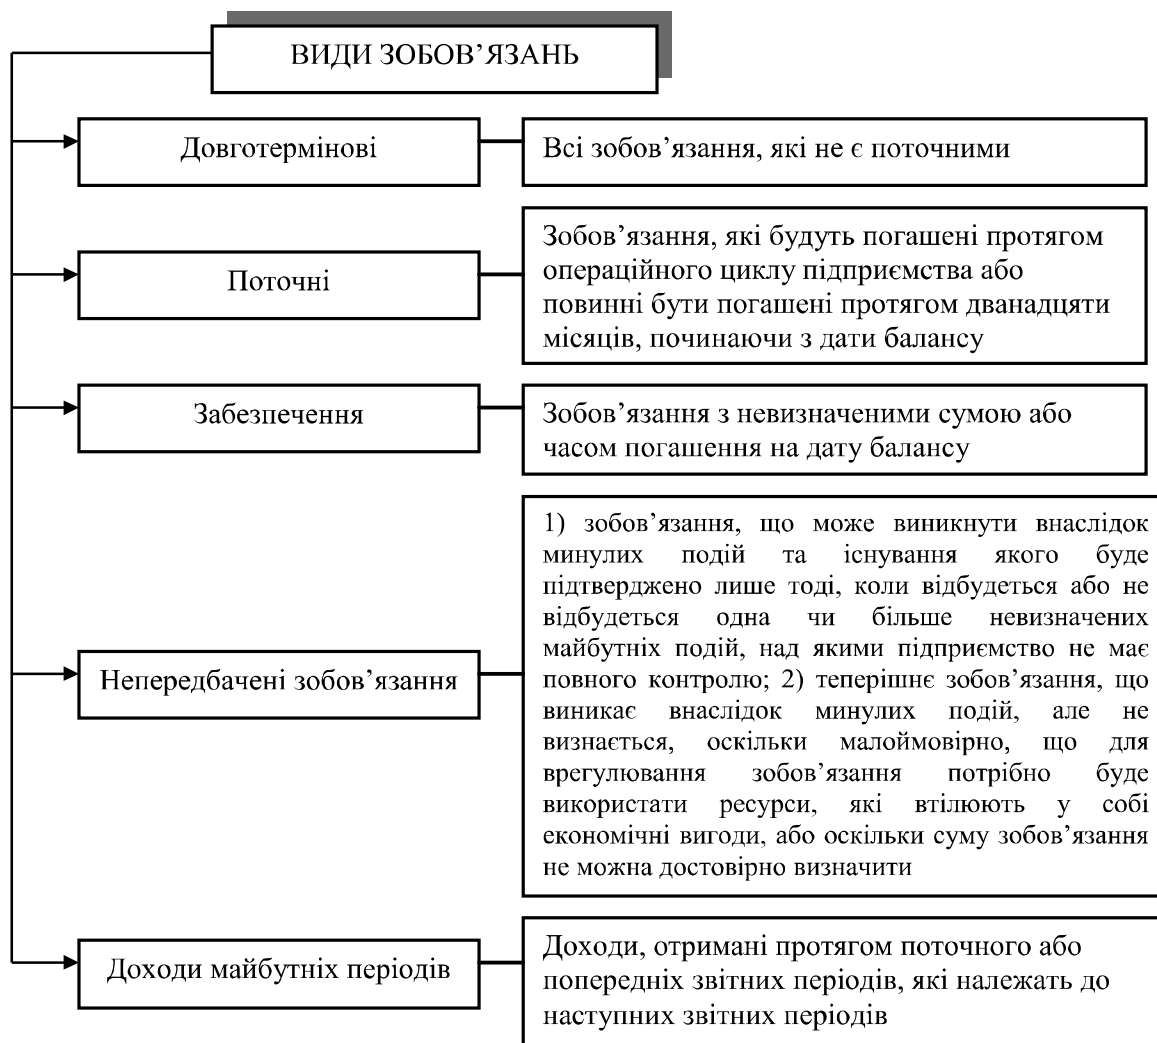 ВИДИ ЗОБОВ’ЯЗАНЬ
Довготермінові
Всі зобов’язання, які не є поточними
Поточні
Зобов’язання, які будуть погашені протягом
операційного циклу підприємства або
повинні бути погашені протягом дванадцяти
місяців, починаючи з дати балансу
Забезпечення
Зобов’язання з невизначеними сумою або
часом погашення на дату балансу
Непередбачені зобов’язання
1) зобов’язання, що може виникнути внаслідок
минулих подій та існування якого буде
підтверджено лише тоді, коли відбудеться або не
відбудеться одна чи більше невизначених
майбутніх подій, над якими підприємство не має
повного контролю; 2) теперішнє зобов’язання, що
виникає внаслідок минулих подій, але не
визнається, оскільки малоймовірно, що для
врегулювання зобов’язання потрібно буде
використати ресурси, які втілюють у собі
економічні вигоди, або оскільки суму зобов’язання
не можна достовірно визначити
Доходи майбутніх періодів
Доходи, отримані протягом поточного або
попередніх звітних періодів, які належать до
наступних звітних періодів